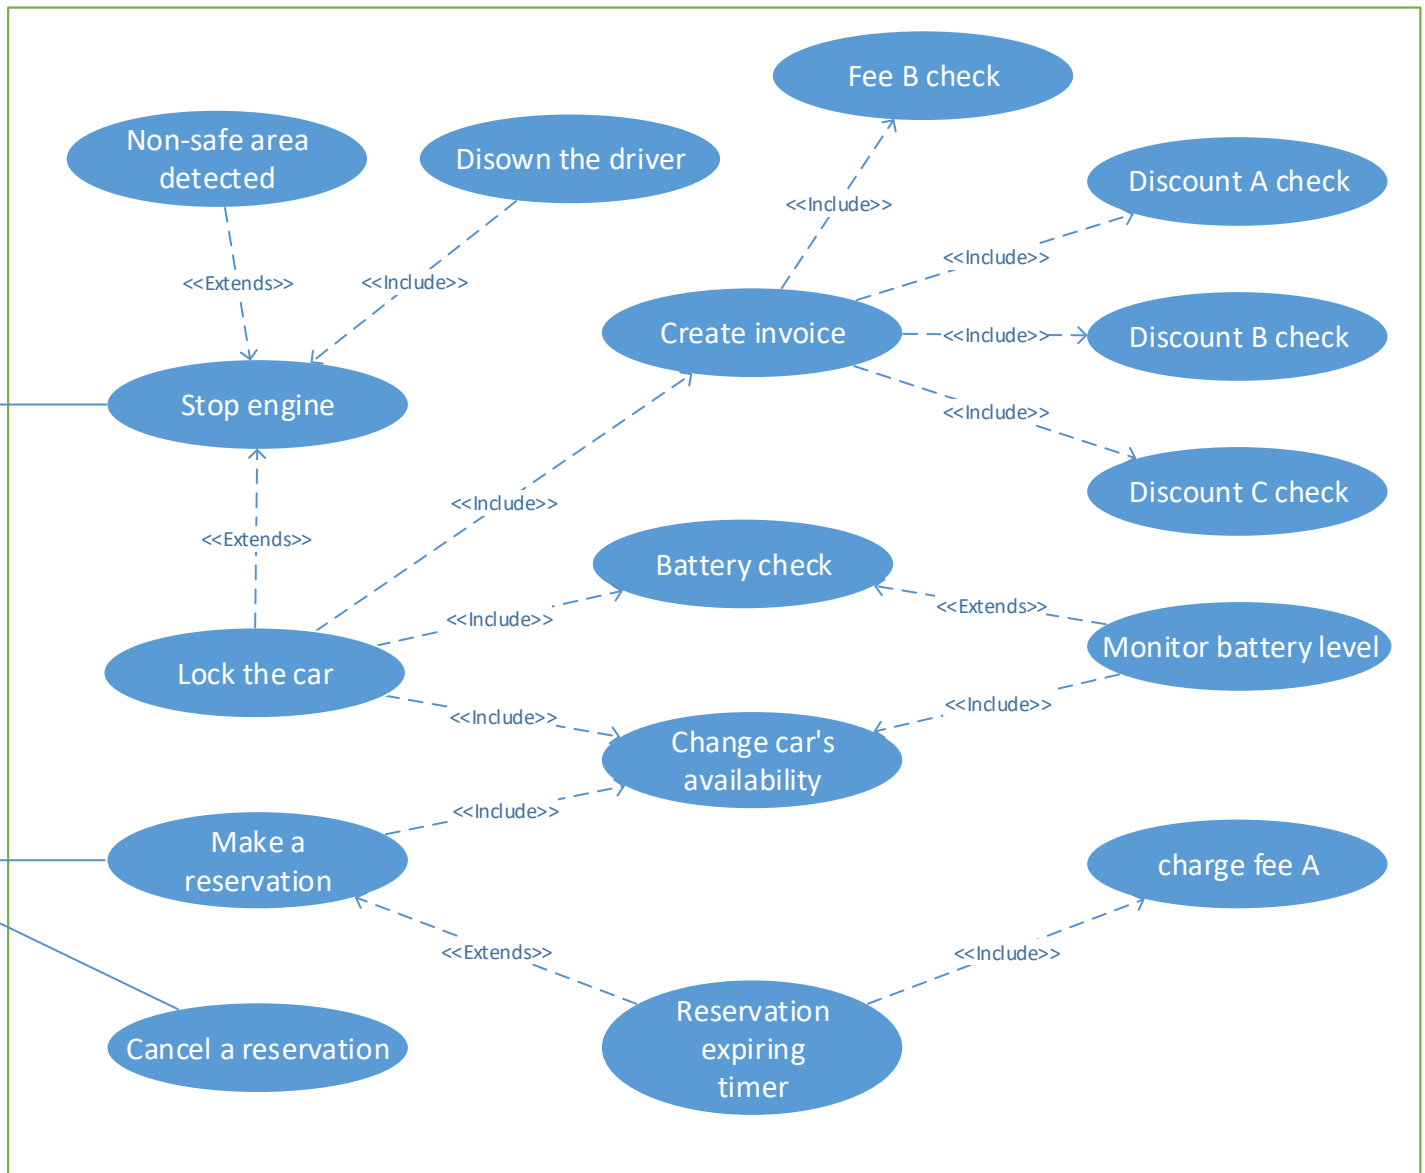 Fee B check
Non-safe area
detected
Disown the driver
Discount A check
<<Include>>
<<Include>>
<<Extends>>
<<Include>>
Create invoice
<<Include>>
Discount B check
Stop engine
<<Include>>
Discount C check
<<Include>>
<<Extends>>
Battery check
<<Extends>>
<<Include>>
Monitor battery level
Lock the car
<<Include>>
<<Include>>
Change car's
availability
<<Include>>
Make a
reservation
charge fee A
<<Extends>>
<<Include>>
Reservation
expiring
timer
Cancel a reservation